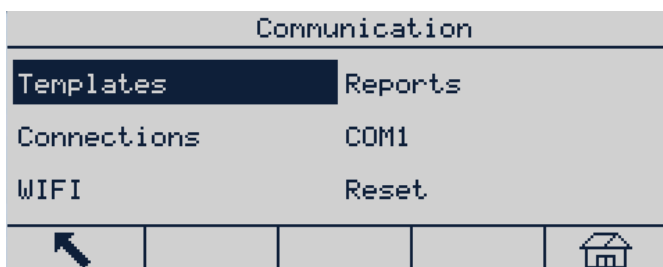 Communication
Templates Reports
Connections COM1
WIFI Reset